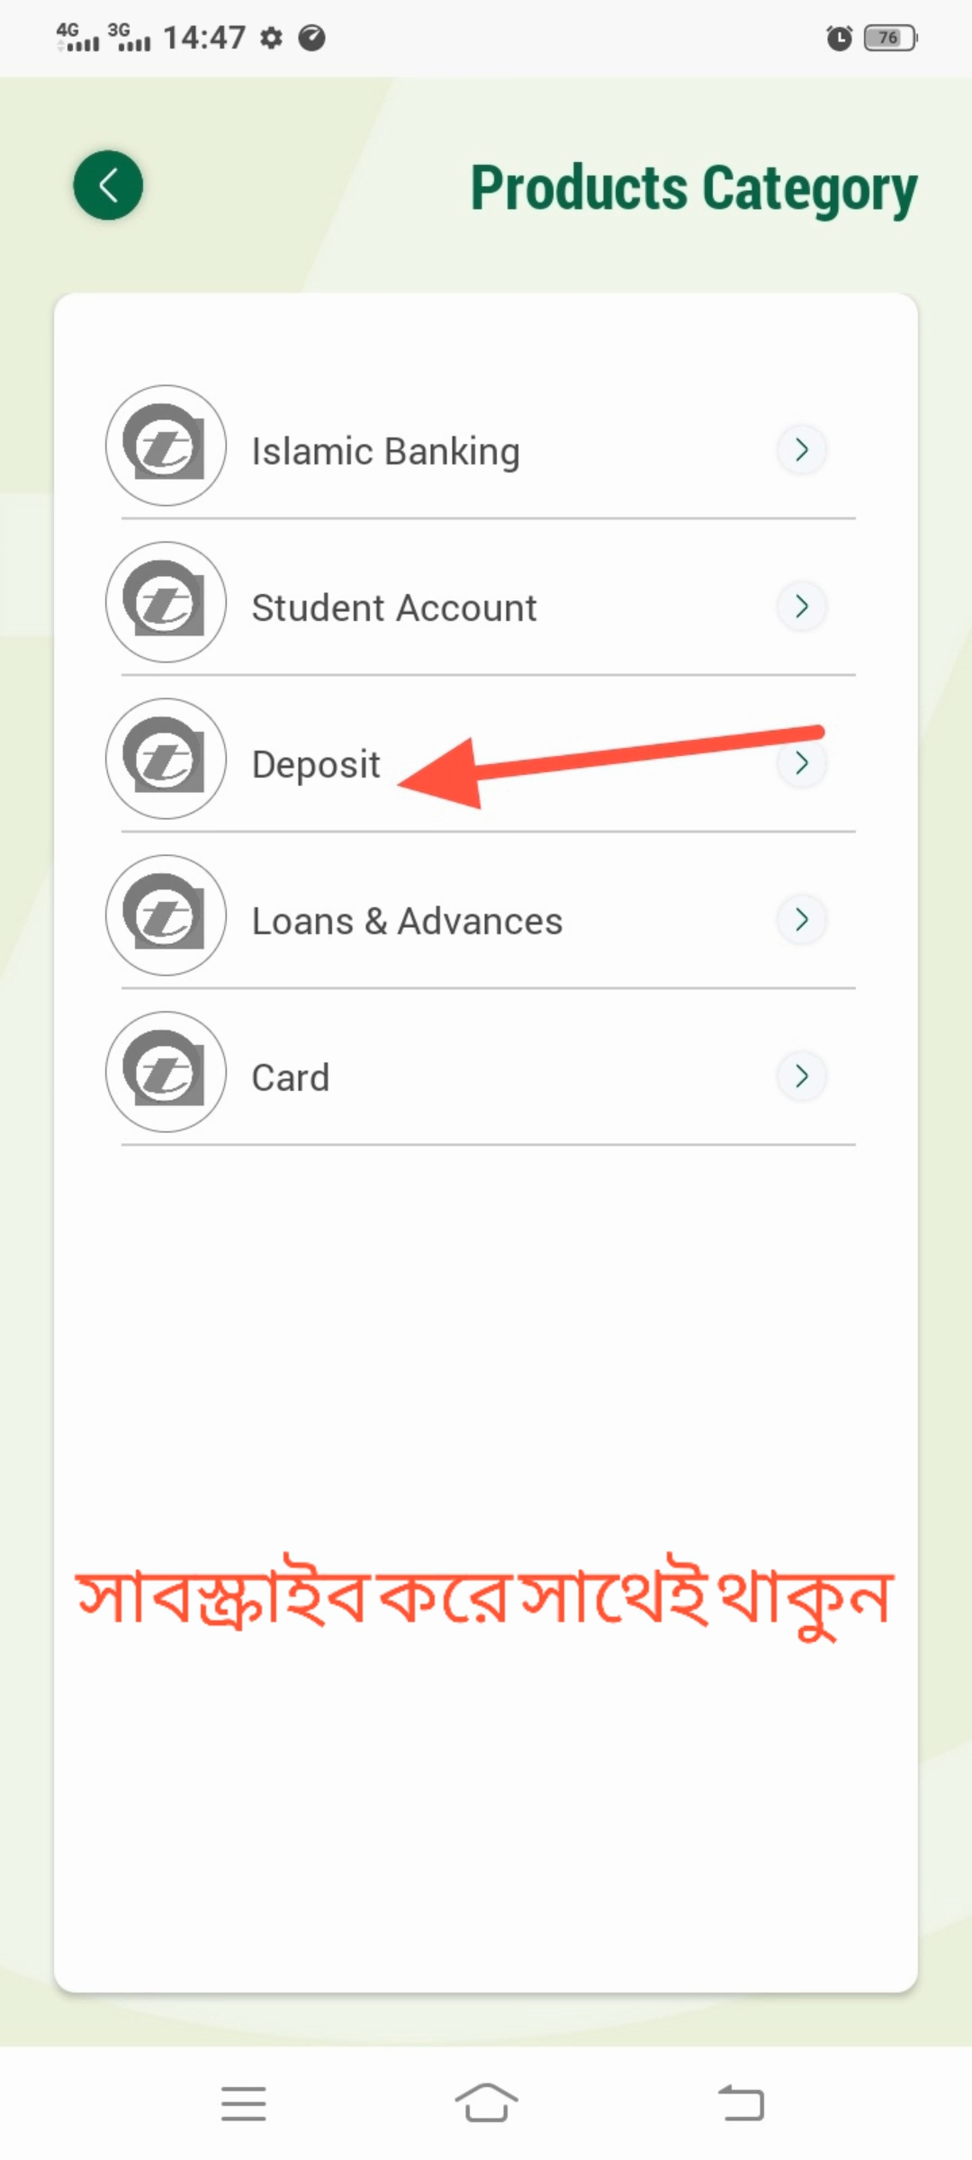 4G 3G 14:47 76
Products Category
Islamic Banking
Student Account
Deposit
Loans & Advances
Card
সাবস্ক্রাইব করে সাথেই থাকুন